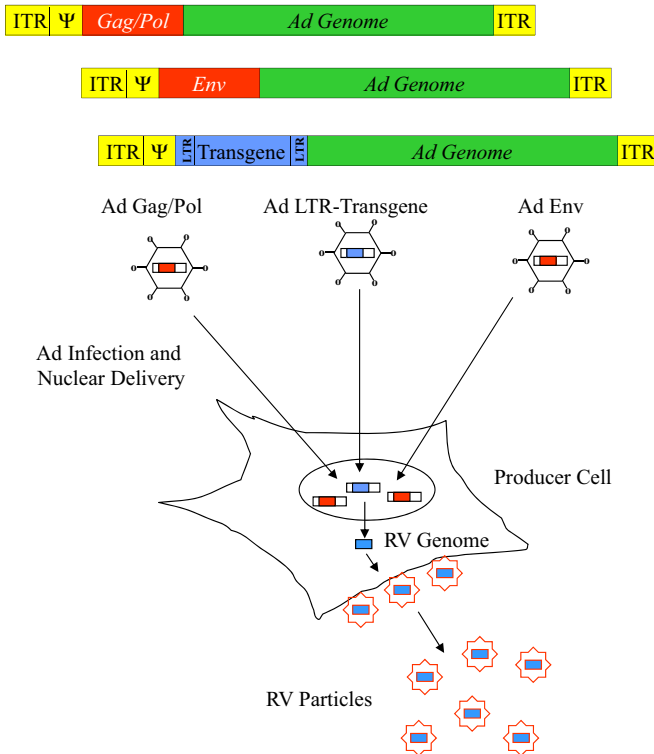 ITR Ψ Gag/Pol Ad Genome ITR
ITR Ψ Env Ad Genome ITR
ITR Ψ LTR Transgene LTR Ad Genome ITR
Ad Gag/Pol
Ad LTR-Transgene
Ad Env
Ad Infection and
Nuclear Delivery
Producer Cell
RV Genome
RV Particles